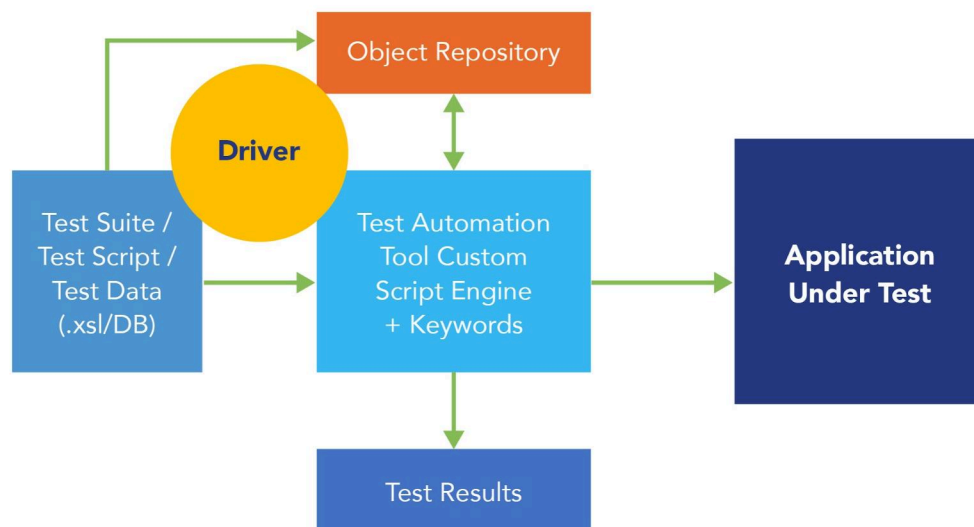 Object Repository
Driver
Test Suite /
Test Script /
Test Data
(.xsl/DB)
Test Automation
Tool Custom
Script Engine
+ Keywords
Application
Under Test
Test Results